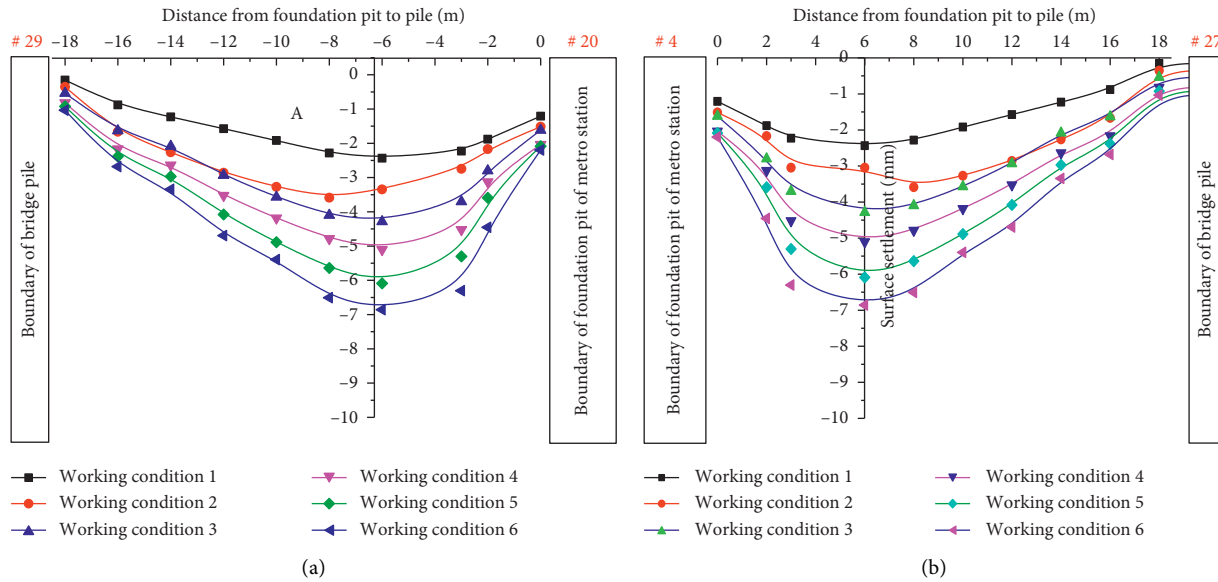 Distance from foundation pit to pile (m)
# 29 −18 −16 −14 −12 −10 −8 −6 −4 −2 0 # 20
0
−1
−2
−3
−4
−5
−6
−7
−8
−9
−10
A
Boundary of bridge pile
Boundary of foundation pit of metro station
Working condition 1
Working condition 2
Working condition 3
Working condition 4
Working condition 5
Working condition 6
(a)
Distance from foundation pit to pile (m)
# 4 0 2 4 6 8 10 12 14 16 18 # 27
0
−1
−2
−3
−4
−5
−6
−7
−8
−9
−10
Surface settlement (mm)
Boundary of foundation pit of metro station
Boundary of bridge pile
Working condition 1
Working condition 2
Working condition 3
Working condition 4
Working condition 5
Working condition 6
(b)